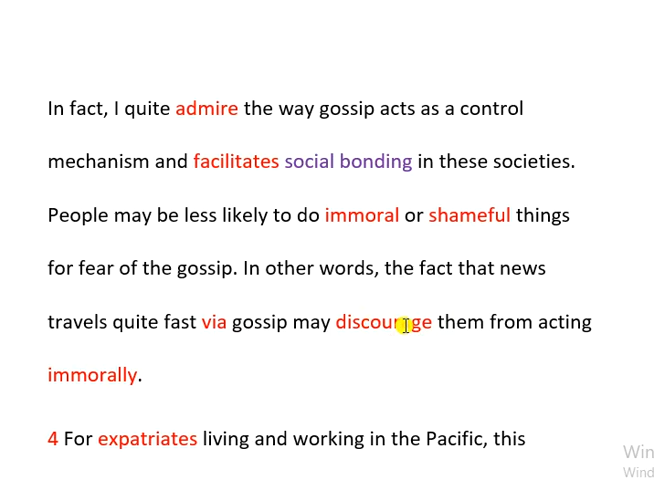 In fact, I quite admire the way gossip acts as a control
mechanism and facilitates social bonding in these societies.
People may be less likely to do immoral or shameful things
for fear of the gossip. In other words, the fact that news
travels quite fast via gossip may discourage them from acting
immorally.
4 For expatriates living and working in the Pacific, this
Win
Wind